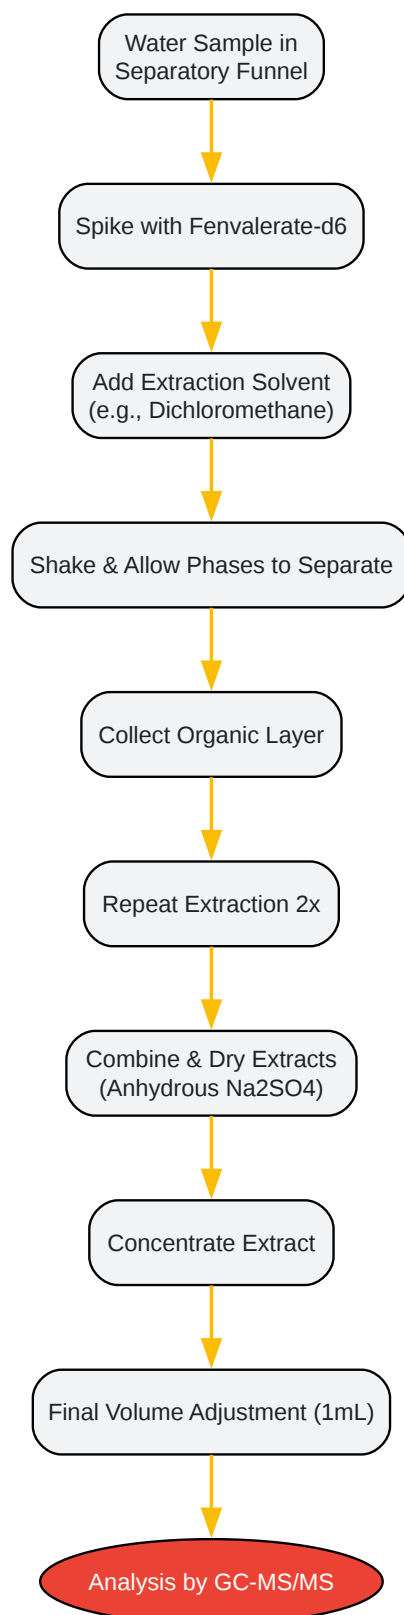 Water Sample in
Separatory Funnel
Spike with Fenvalerate-d6
Add Extraction Solvent
(e.g., Dichloromethane)
Shake & Allow Phases to Separate
Collect Organic Layer
Repeat Extraction 2x
Combine & Dry Extracts
(Anhydrous Na2SO4)
Concentrate Extract
Final Volume Adjustment (1mL)
Analysis by GC-MS/MS